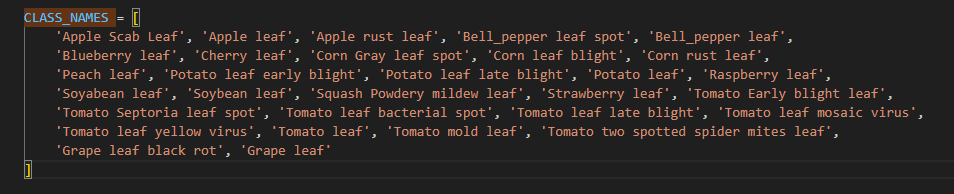 CLASS_NAMES = [
'Apple Scab Leaf', 'Apple leaf', 'Apple rust leaf', 'Bell_pepper leaf spot', 'Bell_pepper leaf',
'Blueberry leaf', 'Cherry leaf', 'Corn Gray leaf spot', 'Corn leaf blight', 'Corn rust leaf',
'Peach leaf', 'Potato leaf early blight', 'Potato leaf late blight', 'Potato leaf', 'Raspberry leaf',
'Soyabean leaf', 'Soybean leaf', 'Squash Powdery mildew leaf', 'Strawberry leaf', 'Tomato Early blight leaf',
'Tomato Septoria leaf spot', 'Tomato leaf bacterial spot', 'Tomato leaf late blight', 'Tomato leaf mosaic virus',
'Tomato leaf yellow virus', 'Tomato leaf', 'Tomato mold leaf', 'Tomato two spotted spider mites leaf',
'Grape leaf black rot', 'Grape leaf'
]